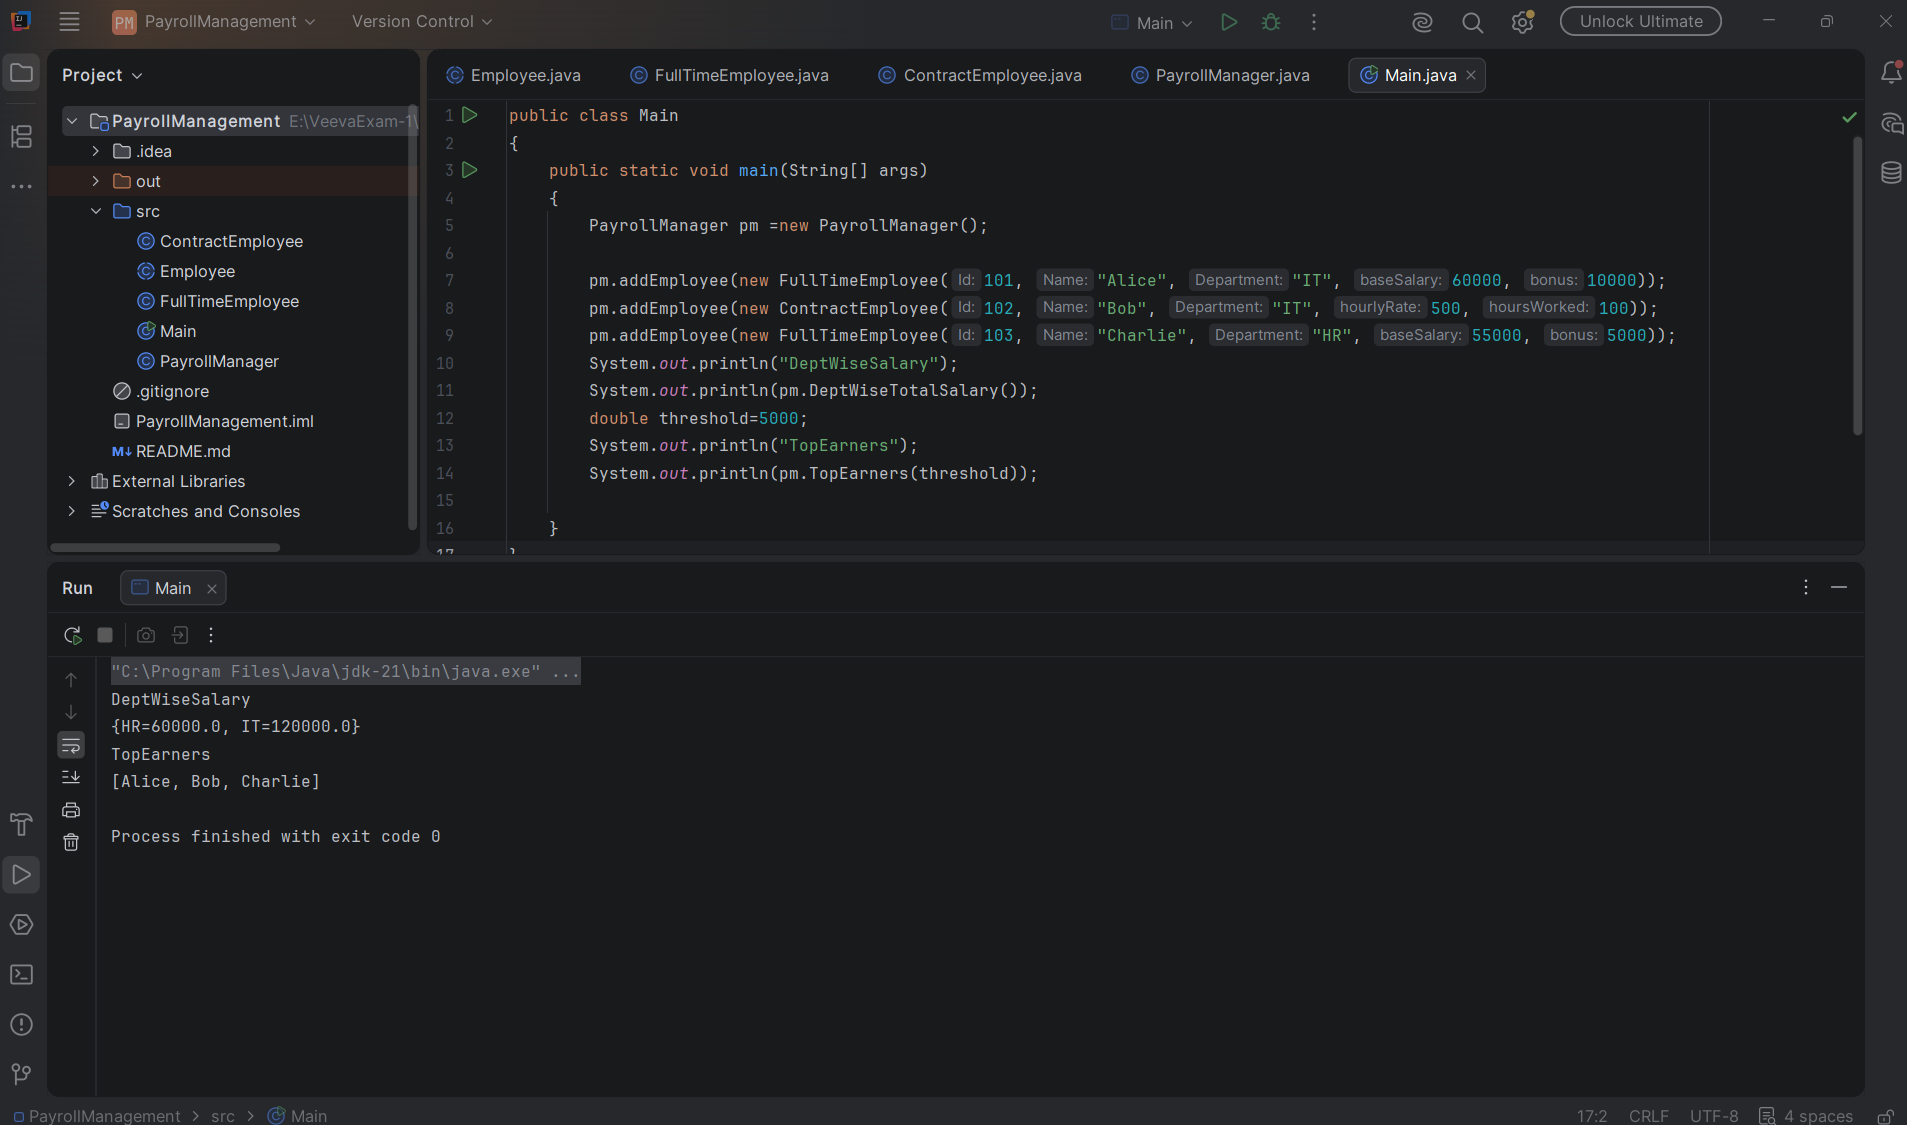 PM PayrollManagement Version Control Main Unlock Ultimate
Project
PayrollManagement E:\VeevaExam-1\
.idea
out
src
ContractEmployee
Employee
FullTimeEmployee
Main
PayrollManager
.gitignore
PayrollManagement.iml
M↓ README.md
External Libraries
Scratches and Consoles
Employee.java FullTimeEmployee.java ContractEmployee.java PayrollManager.java Main.java
1 public class Main
2 {
3 public static void main(String[] args)
4 {
5 PayrollManager pm =new PayrollManager();
6
7 pm.addEmployee(new FullTimeEmployee( Id: 101, Name: "Alice", Department: "IT", baseSalary: 60000, bonus: 10000));
8 pm.addEmployee(new ContractEmployee( Id: 102, Name: "Bob", Department: "IT", hourlyRate: 500, hoursWorked: 100));
9 pm.addEmployee(new FullTimeEmployee( Id: 103, Name: "Charlie", Department: "HR", baseSalary: 55000, bonus: 5000));
10 System.out.println("DeptWiseSalary");
11 System.out.println(pm.DeptWiseTotalSalary());
12 double threshold=5000;
13 System.out.println("TopEarners");
14 System.out.println(pm.TopEarners(threshold));
15
16 }
17 }
Run Main
"C:\Program Files\Java\jdk-21\bin\java.exe" ...
DeptWiseSalary
{HR=60000.0, IT=120000.0}
TopEarners
[Alice, Bob, Charlie]
Process finished with exit code 0
PayrollManagement > src > Main 17:2 CRLF UTF-8 4 spaces